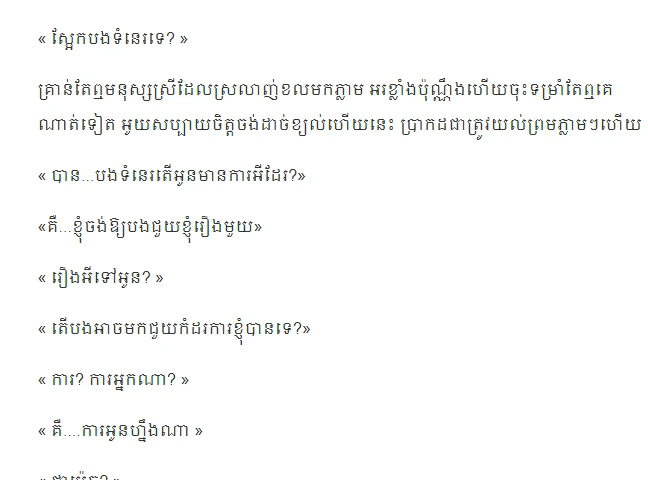 « ស្អែកបងទំនេរទេ? »
គ្រាន់តែឮមនុស្សស្រីដែលស្រលាញ់ខលមកភ្លាម អរខ្លាំងប៉ុណ្ណឹងហើយចុះទម្រាំតែឮគេ
ណាត់ទៀត អូយសប្បាយចិត្តចង់ដាច់ខ្យល់ហើយនេះ ប្រាកដជាត្រូវយល់ព្រមភ្លាមៗហើយ
« បាន...បងទំនេរតើអូនមានការអីដែរ?»
«គឺ...ខ្ញុំចង់ឱ្យបងជួយខ្ញុំរឿងមួយ»
« រឿងអីទៅអូន? »
« តើបងអាចមកជួយកំដរការខ្ញុំបានទេ?»
« ការ? ការអ្នកណា? »
« គឺ....ការអូនហ្នឹងណា »